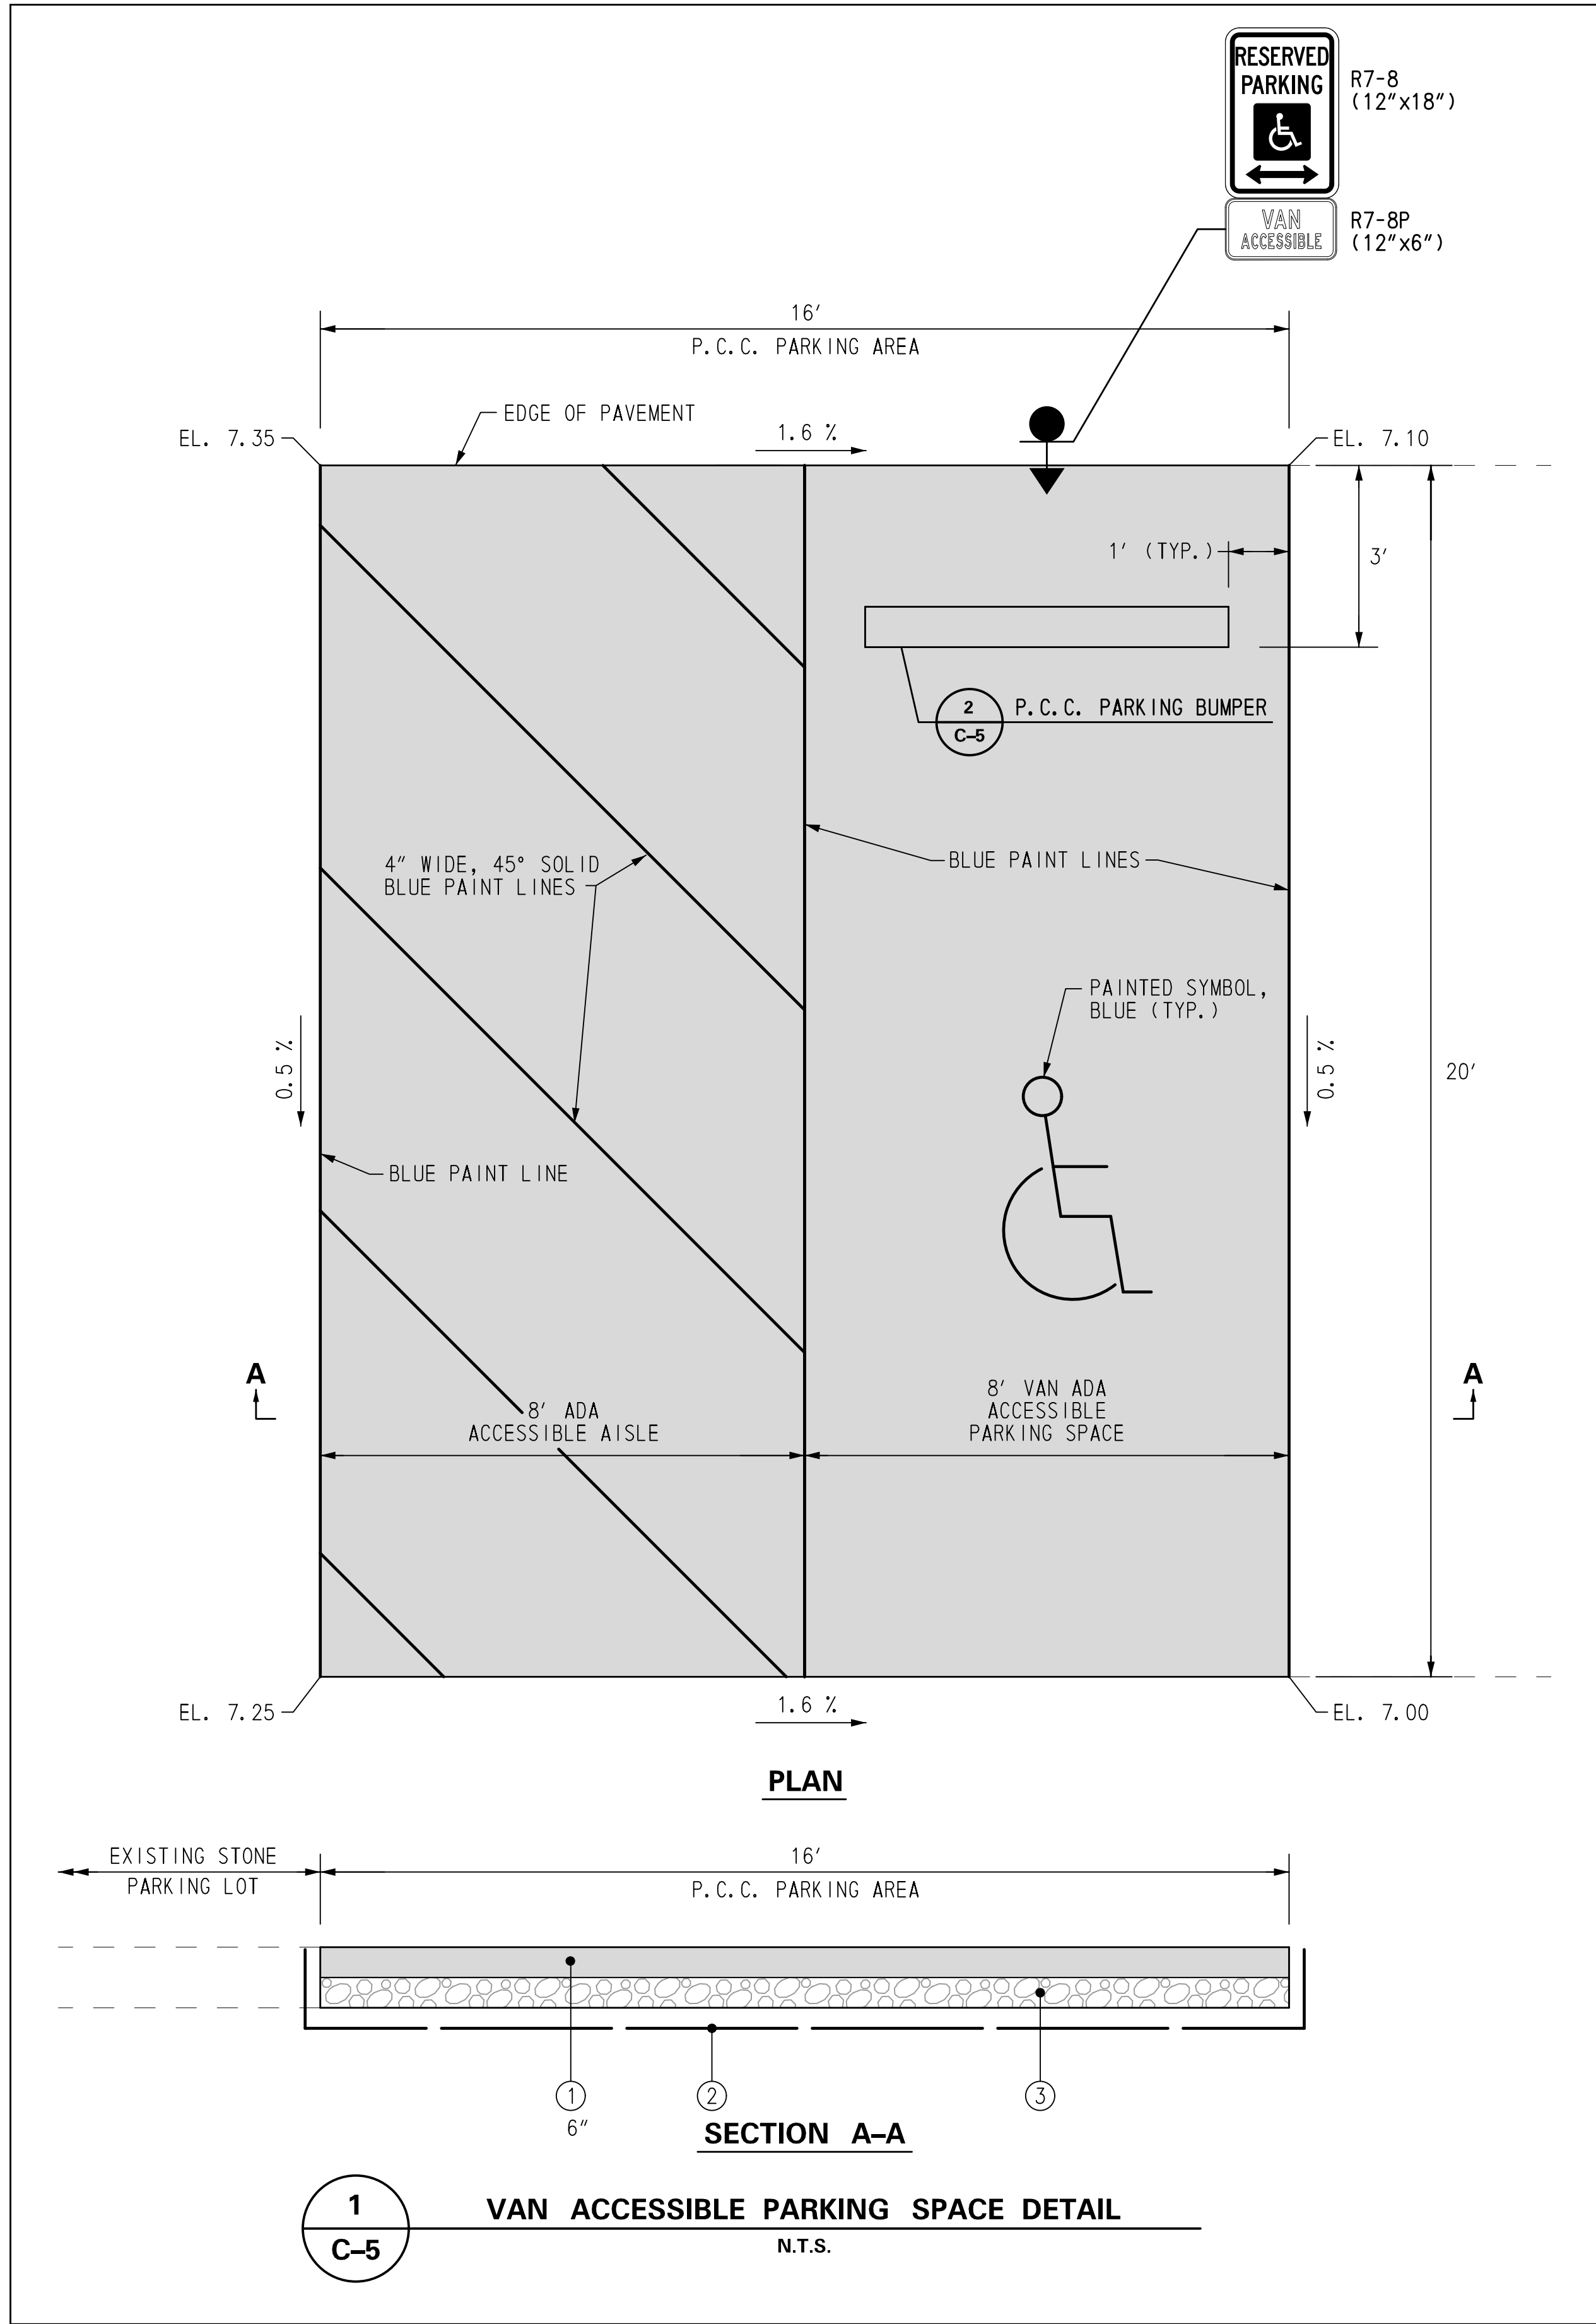 RESERVED
PARKING
R7-8
(12"x18")
VAN
ACCESSIBLE
R7-8P
(12"x6")
16'
P.C.C. PARKING AREA
EDGE OF PAVEMENT
EL. 7.35
1.6 %
EL. 7.10
1' (TYP.)
3'
2
C-5
P.C.C. PARKING BUMPER
4" WIDE, 45° SOLID
BLUE PAINT LINES
BLUE PAINT LINES
PAINTED SYMBOL,
BLUE (TYP.)
0.5 %
0.5 %
20'
BLUE PAINT LINE
A
A
8' ADA
ACCESSIBLE AISLE
8' VAN ADA
ACCESSIBLE
PARKING SPACE
EL. 7.25
1.6 %
EL. 7.00
PLAN
EXISTING STONE
PARKING LOT
16'
P.C.C. PARKING AREA
1
6"
2
3
SECTION A-A
1
C-5
VAN ACCESSIBLE PARKING SPACE DETAIL
N.T.S.